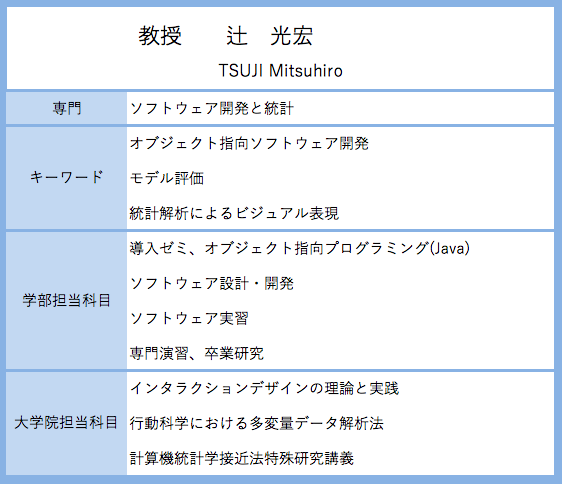 教授　　辻　光宏
TSUJI Mitsuhiro
専門
ソフトウェア開発と統計
キーワード
オブジェクト指向ソフトウェア開発
モデル評価
統計解析によるビジュアル表現
学部担当科目
導入ゼミ、オブジェクト指向プログラミング(Java)
ソフトウェア設計・開発
ソフトウェア実習
専門演習、卒業研究
大学院担当科目
インタラクションデザインの理論と実践
行動科学における多変量データ解析法
計算機統計学接近法特殊研究講義